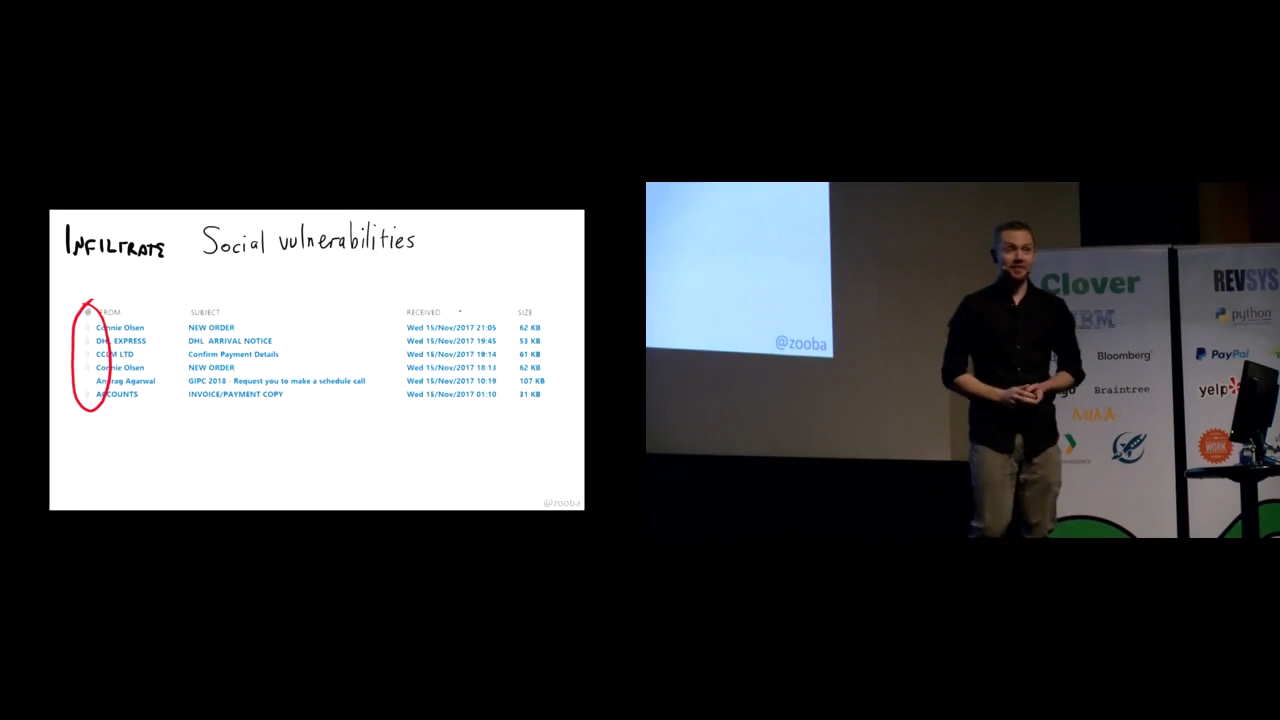 INFILTRATE Social vulnerabilities
FROM SUBJECT RECEIVED SIZE
Connie Olsen NEW ORDER Wed 15/Nov/2017 21:05 62 KB
DHL EXPRESS DHL ARRIVAL NOTICE Wed 15/Nov/2017 19:45 53 KB
CCLM LTD Confirm Payment Details Wed 15/Nov/2017 19:14 61 KB
Connie Olsen NEW ORDER Wed 15/Nov/2017 18:13 62 KB
Anurag Agarwal GIPC 2018 - Request you to make a schedule call Wed 15/Nov/2017 10:19 107 KB
ACCOUNTS INVOICE/PAYMENT COPY Wed 15/Nov/2017 01:10 31 KB
@zooba
@zooba
Clover
IBM
Bloomberg
Braintree
REVSYS
python
PayPal
yelp
WORK